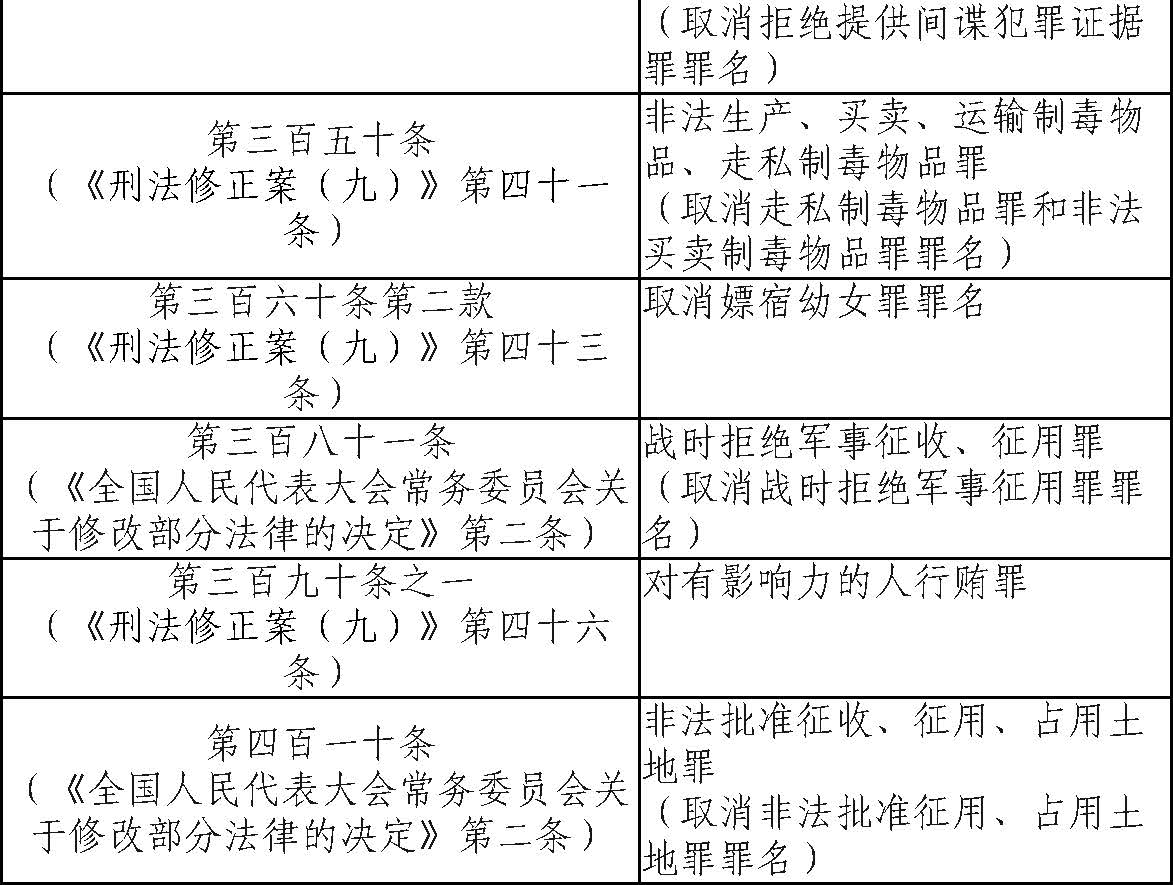 （取消拒绝提供间谍犯罪证据
罪罪名）
第三百五十条
（《刑法修正案（九）》第四十一
条）
非法生产、买卖、运输制毒物
品、走私制毒物品罪
（取消走私制毒物品罪和非法
买卖制毒物品罪罪名）
第三百六十条第二款
（《刑法修正案（九）》第四十三
条）
取消嫖宿幼女罪罪名
第三百八十一条
（《全国人民代表大会常务委员会关
于修改部分法律的决定》第二条）
战时拒绝军事征收、征用罪
（取消战时拒绝军事征用罪罪
名）
第三百九十条之一
（《刑法修正案（九）》第四十六
条）
对有影响力的人行贿罪
第四百一十条
（《全国人民代表大会常务委员会关
于修改部分法律的决定》第二条）
非法批准征收、征用、占用土
地罪
（取消非法批准征用、占用土
地罪罪名）